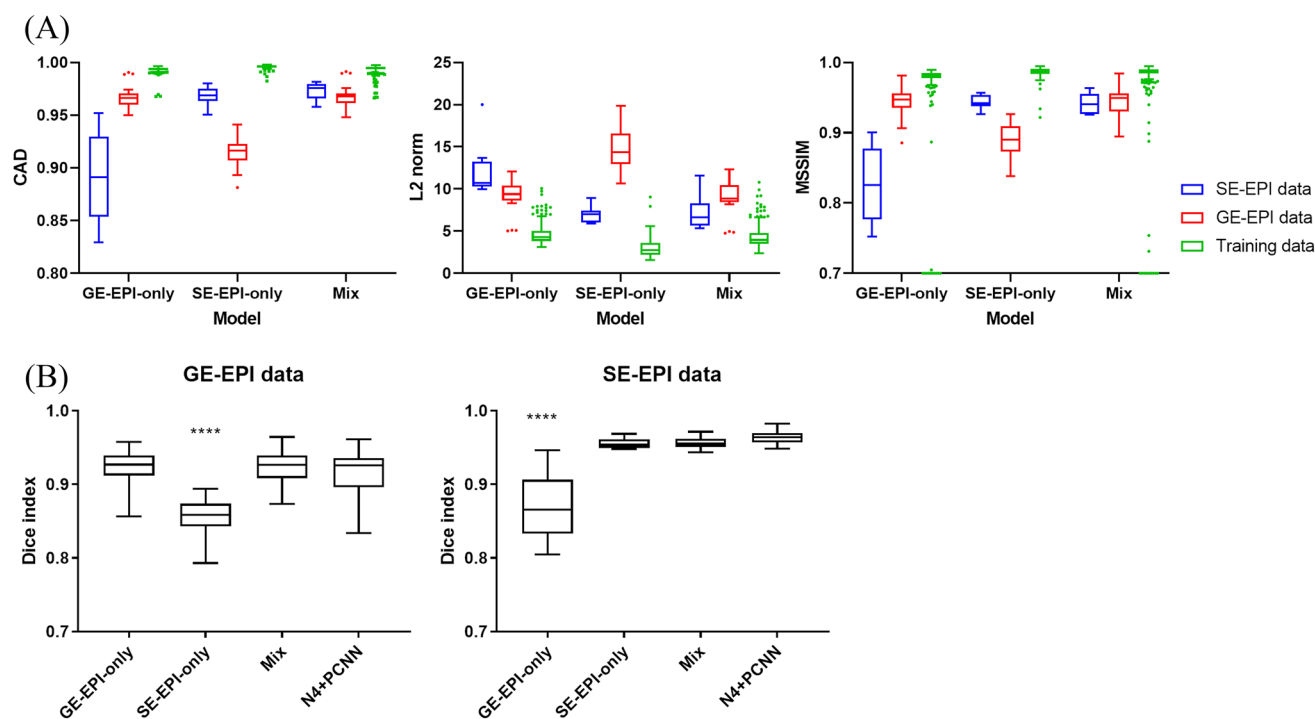 (A)
CAD
1.00
0.95
0.90
0.85
0.80
GE-EPI-only
SE-EPI-only
Mix
Model
L2 norm
25
20
15
10
5
0
GE-EPI-only
SE-EPI-only
Mix
Model
MSSIM
1.0
0.9
0.8
0.7
GE-EPI-only
SE-EPI-only
Mix
Model
SE-EPI data
GE-EPI data
Training data
(B)
GE-EPI data
Dice index
1.0
0.9
0.8
0.7
****
GE-EPI-only
SE-EPI-only
Mix
N4+PCNN
SE-EPI data
Dice index
1.0
0.9
0.8
0.7
****
GE-EPI-only
SE-EPI-only
Mix
N4+PCNN